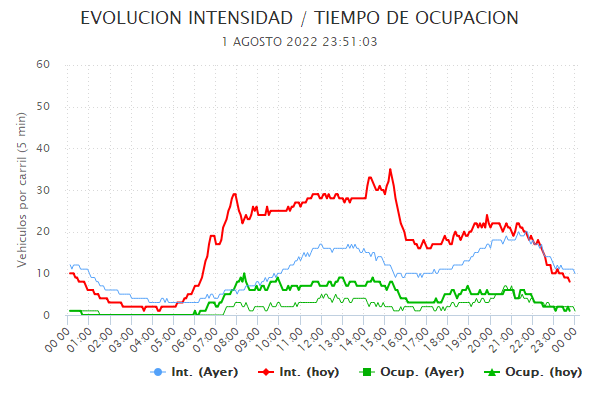 EVOLUCION INTENSIDAD / TIEMPO DE OCUPACION
1 AGOSTO 2022 23:51:03
Vehiculos por carril (5 min)
60
50
40
30
20
10
0
00:00 01:00 02:00 03:00 04:00 05:00 06:00 07:00 08:00 09:00 10:00 11:00 12:00 13:00 14:00 15:00 16:00 17:00 18:00 19:00 20:00 21:00 22:00 23:00 00:00
Int. (Ayer) Int. (hoy) Ocup. (Ayer) Ocup. (hoy)